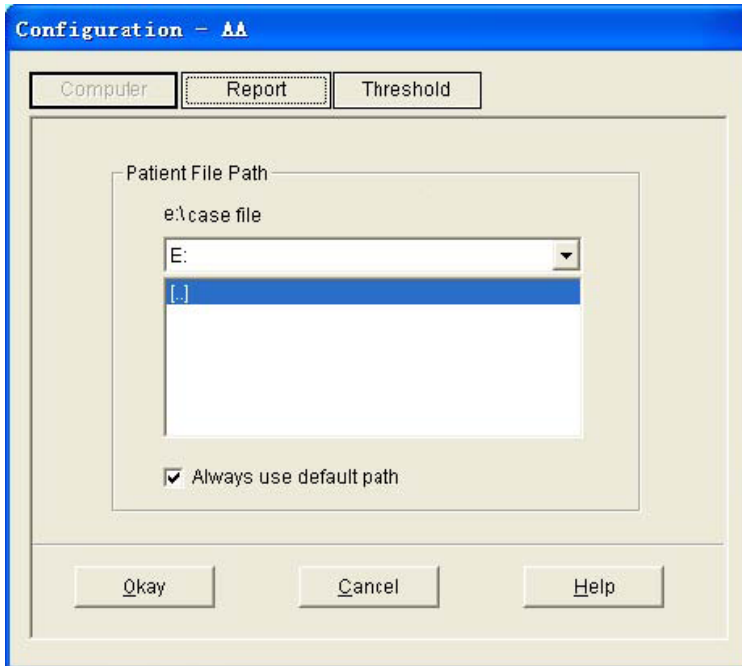 Configuration - AA
Computer Report Threshold
Patient File Path
e:\case file
E:
[..]
Always use default path
Okay Cancel Help